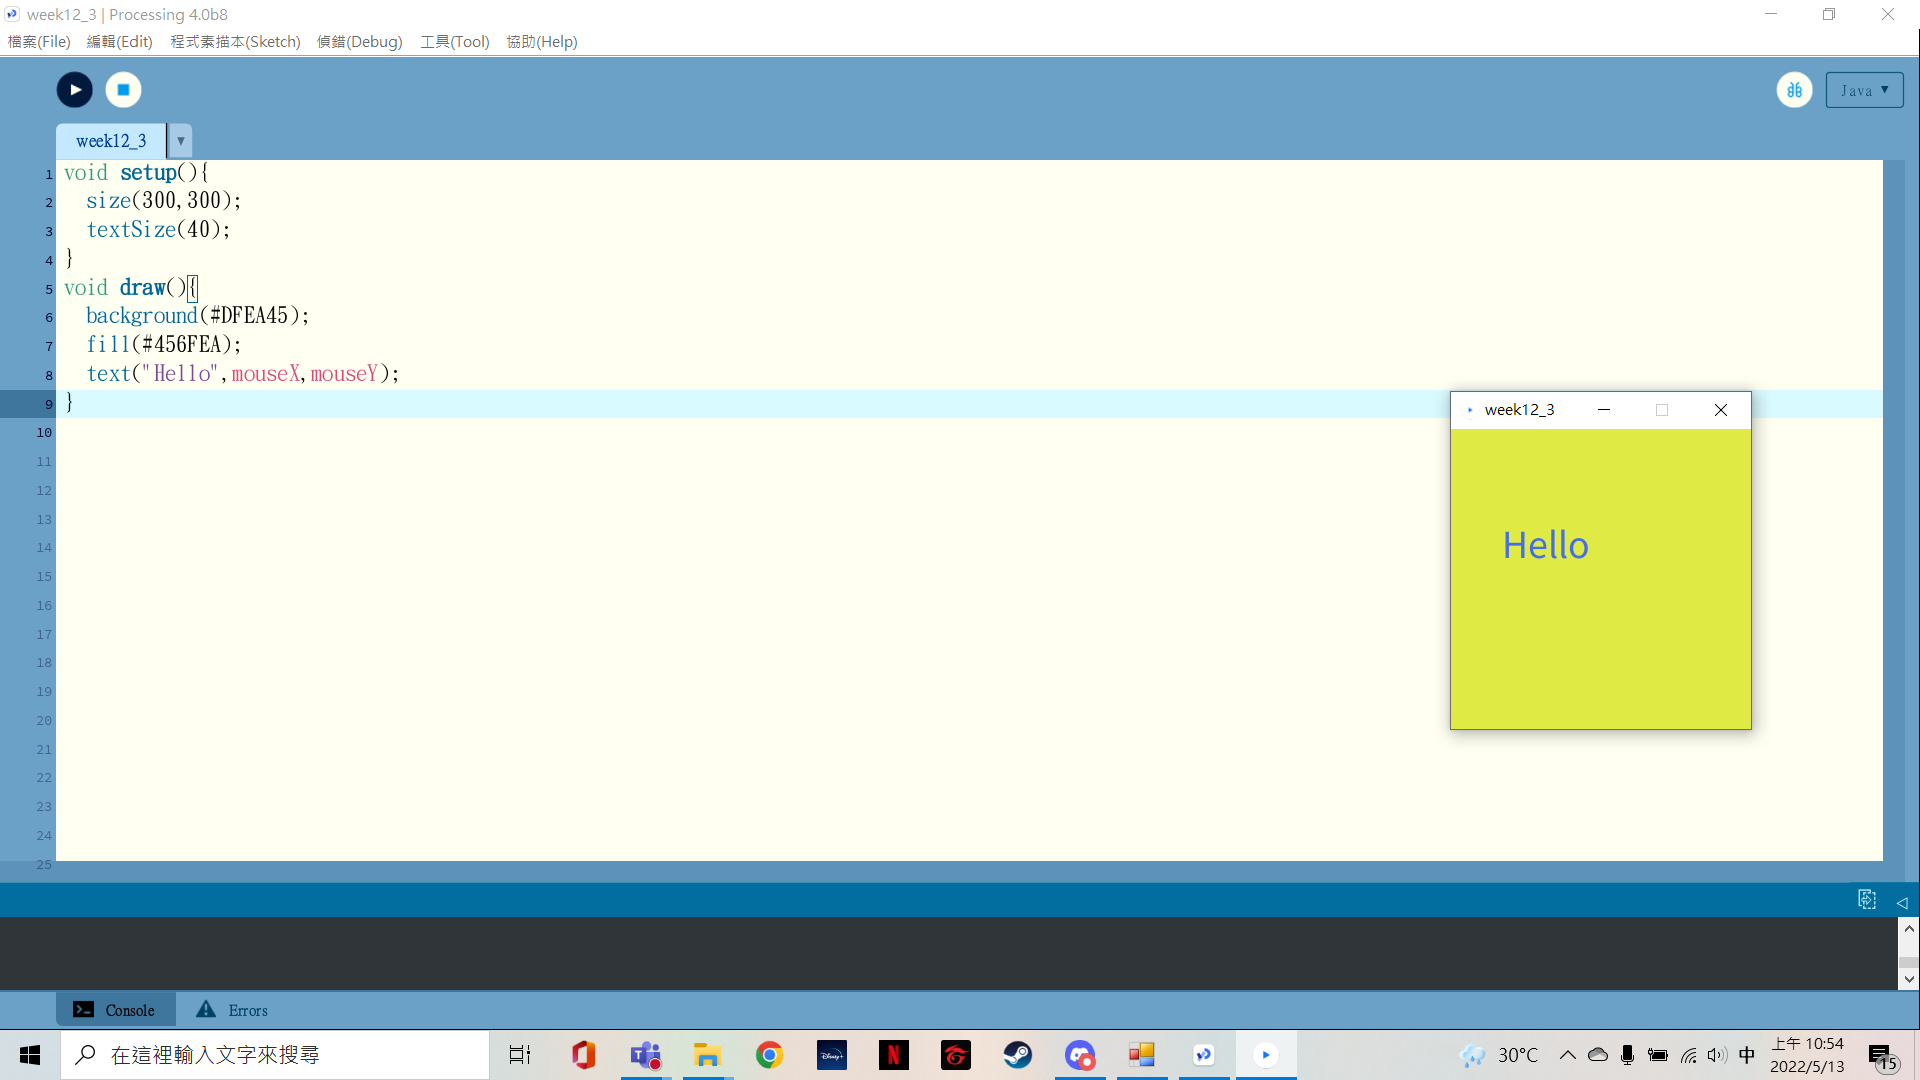 week12_3 | Processing 4.0b8
檔案(File) 編輯(Edit) 程式素描本(Sketch) 偵錯(Debug) 工具(Tool) 協助(Help)
Java
week12_3
1 void setup(){
2 size(300,300);
3 textSize(40);
4 }
5 void draw(){
6 background(#DFEA45);
7 fill(#456FEA);
8 text("Hello",mouseX,mouseY);
9 }
10
11
12
13
14
15
16
17
18
19
20
21
22
23
24
25
week12_3
Hello
Console Errors
在這裡輸入文字來搜尋
Disney+
N
30°C
中
上午 10:54
2022/5/13
15